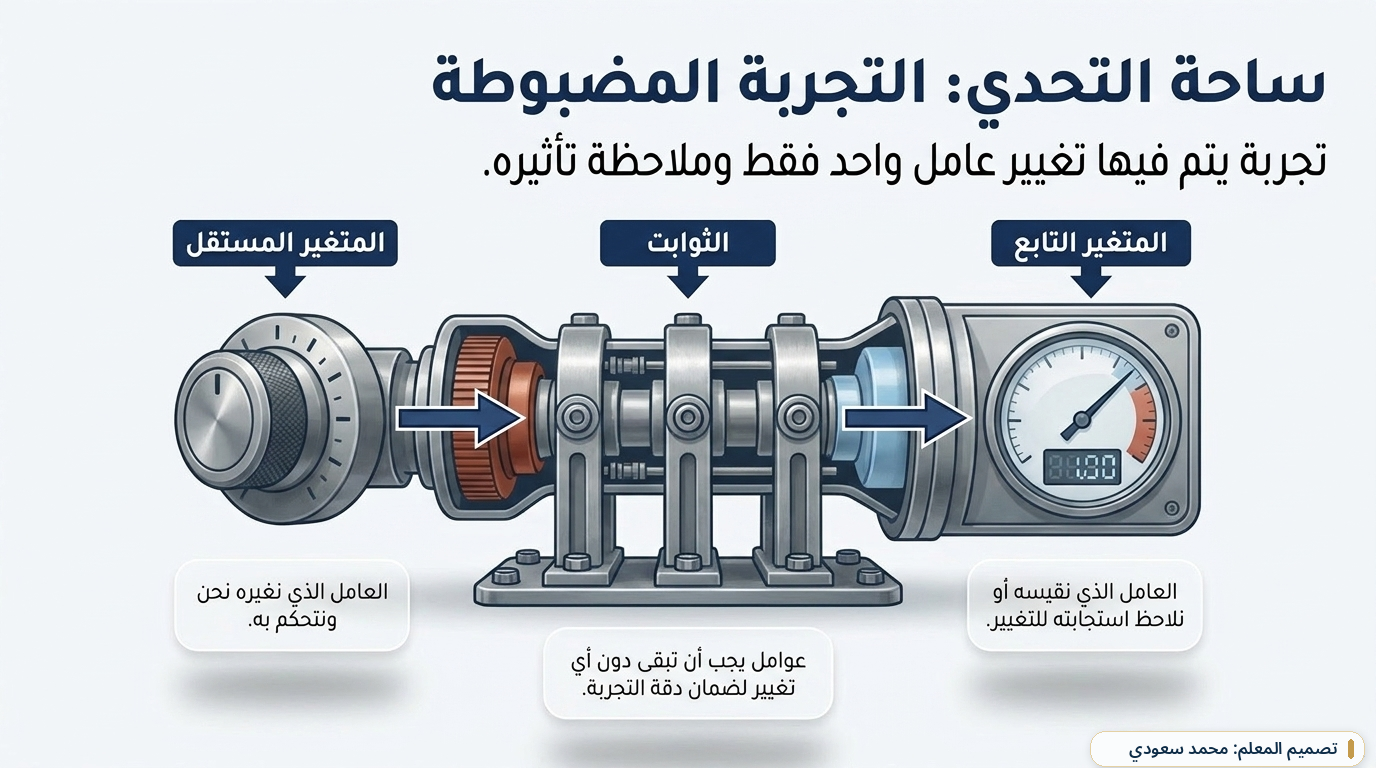 ساحة التحدي: التجربة المضبوطة
تجربة يتم فيها تغيير عامل واحد فقط وملاحظة تأثيره.
المتغير التابع
الثوابت
المتغير المستقل
1.00
العامل الذي نقيسه أو
نلاحظ استجابته للتغيير.
عوامل يجب أن تبقى دون أي
تغيير لضمان دقة التجربة.
العامل الذي نغيره نحن
ونتحكم به.
تصميم المعلم: محمد سعودي